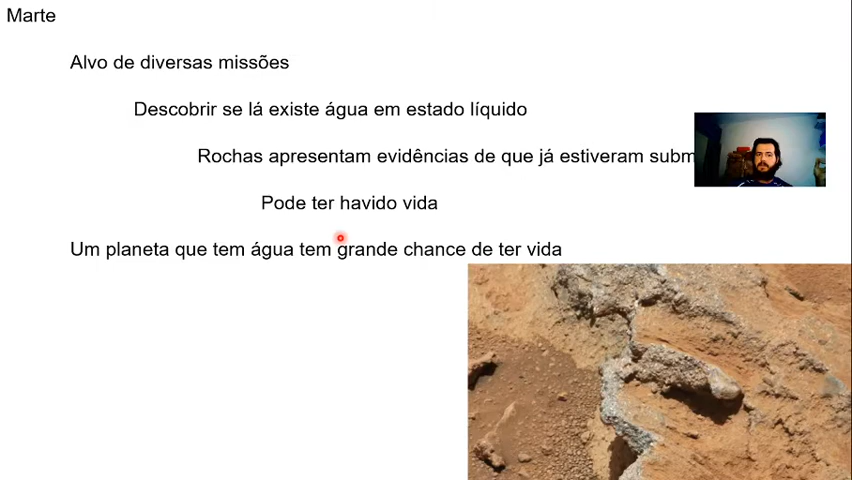 Marte
Alvo de diversas missões
Descobrir se lá existe água em estado líquido
Rochas apresentam evidências de que já estiveram
Pode ter havido vida
Um planeta que tem água tem grande chance de ter vida